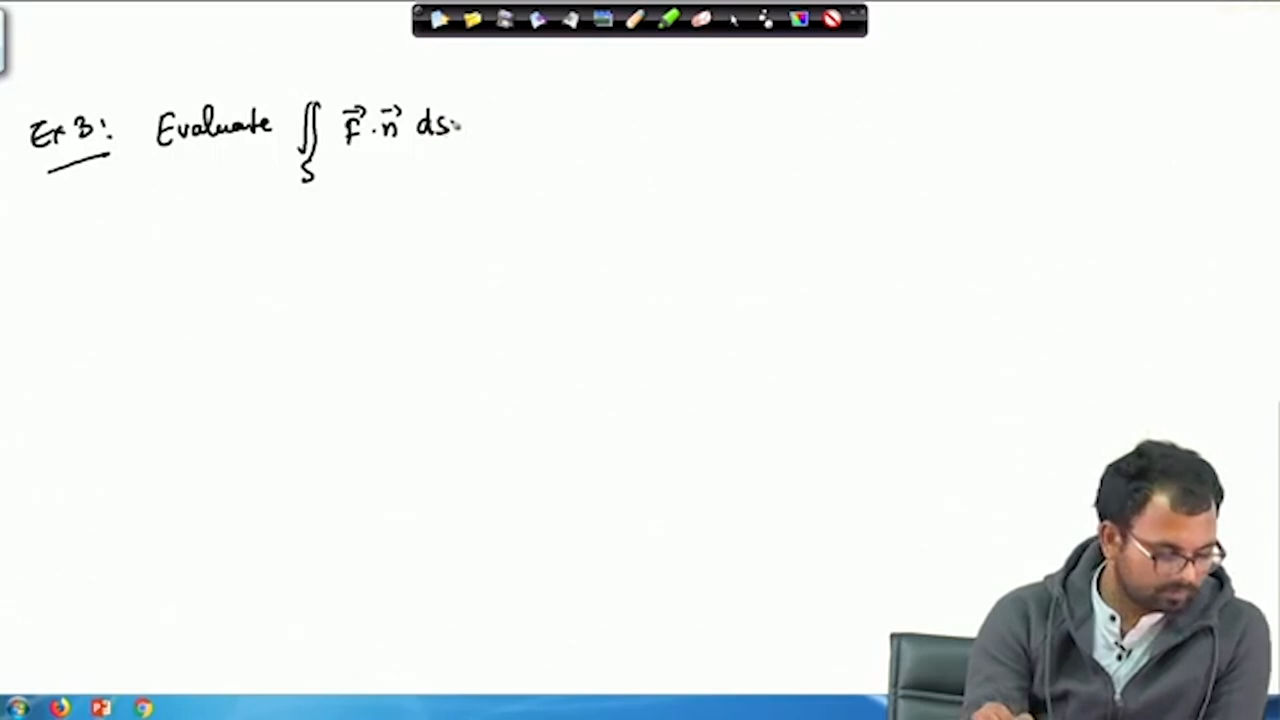 Ex 3: Evaluate ∬_S F⃗ · n⃗ ds